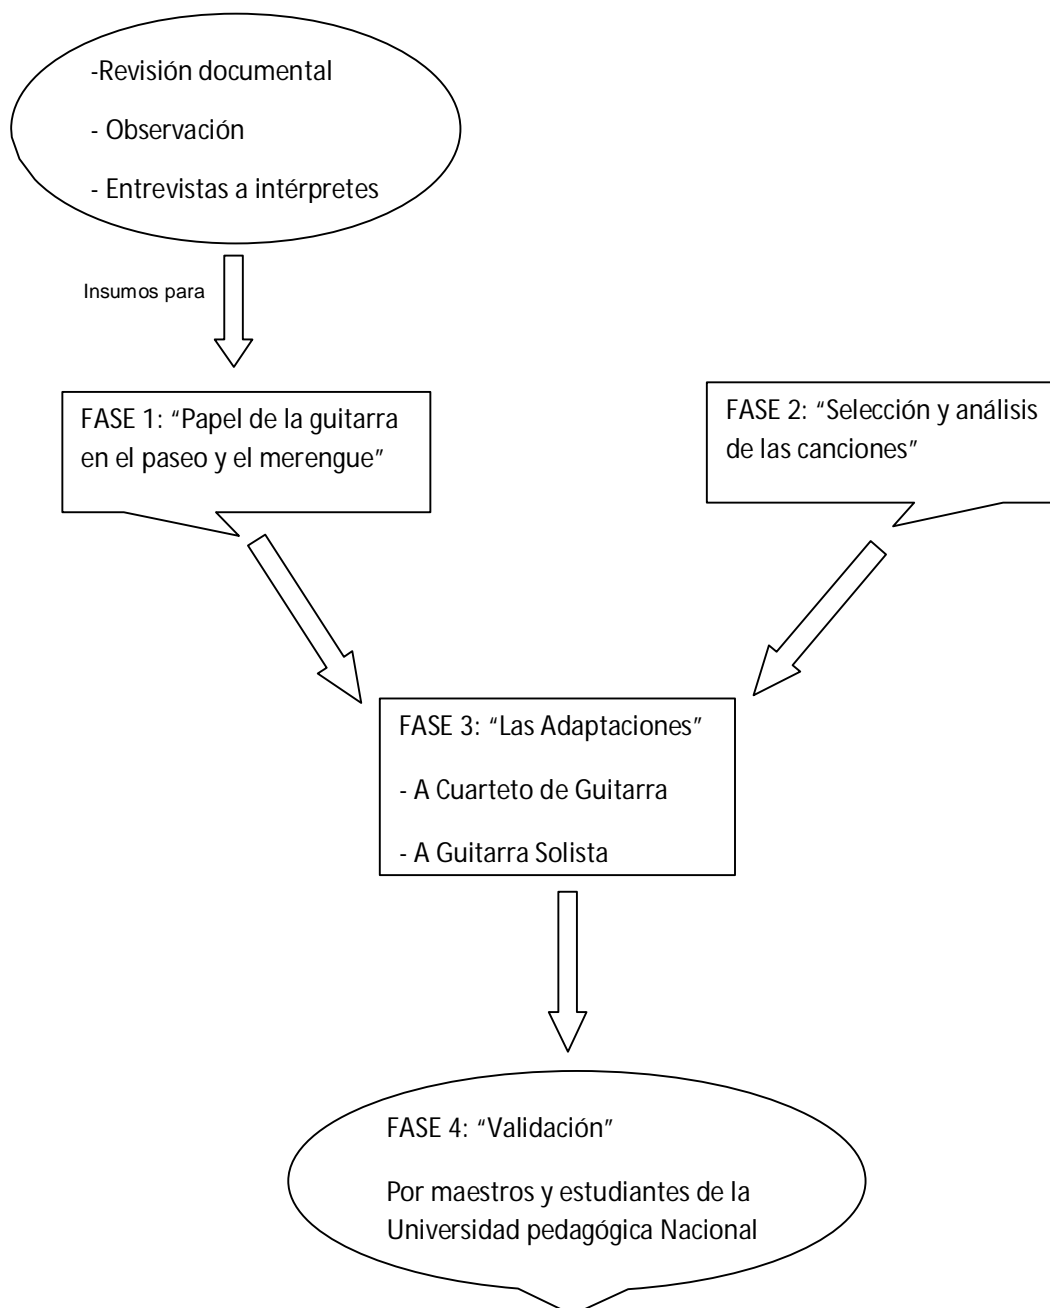 -Revisión documental
- Observación
- Entrevistas a intérpretes
Insumos para
FASE 1: “Papel de la guitarra
en el paseo y el merengue”
FASE 2: “Selección y análisis
de las canciones”
FASE 3: “Las Adaptaciones”
- A Cuarteto de Guitarra
- A Guitarra Solista
FASE 4: “Validación”
Por maestros y estudiantes de la
Universidad pedagógica Nacional